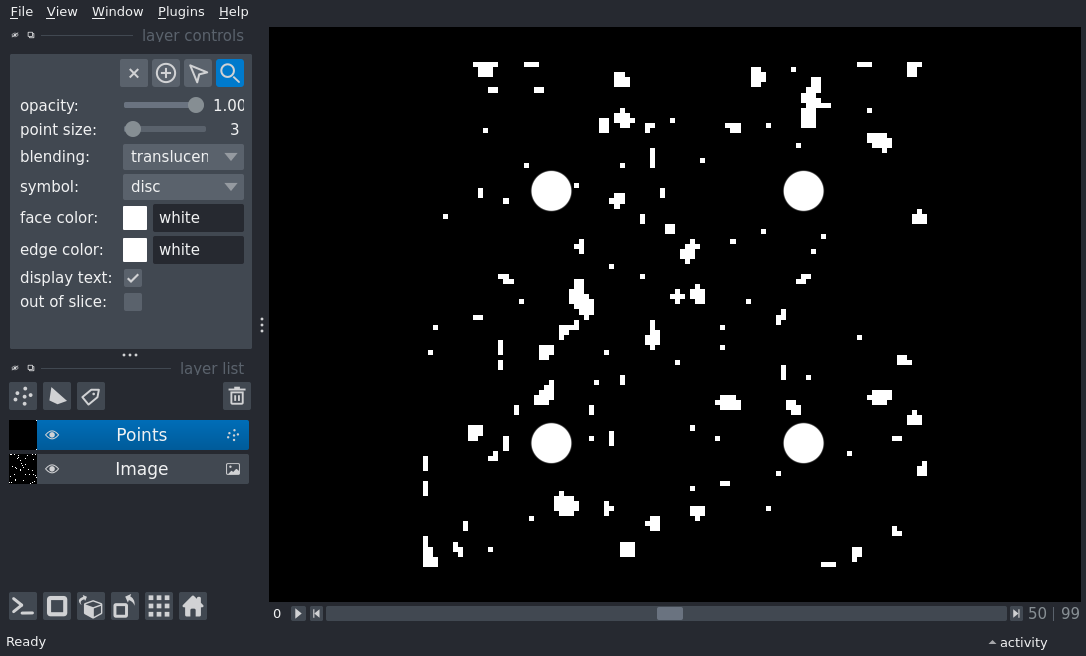 File View Window Plugins Help
layer controls
opacity: 1.00
point size: 3
blending: translucen
symbol: disc
face color: white
edge color: white
display text:
out of slice:
layer list
Points
Image
0 50 | 99
Ready activity